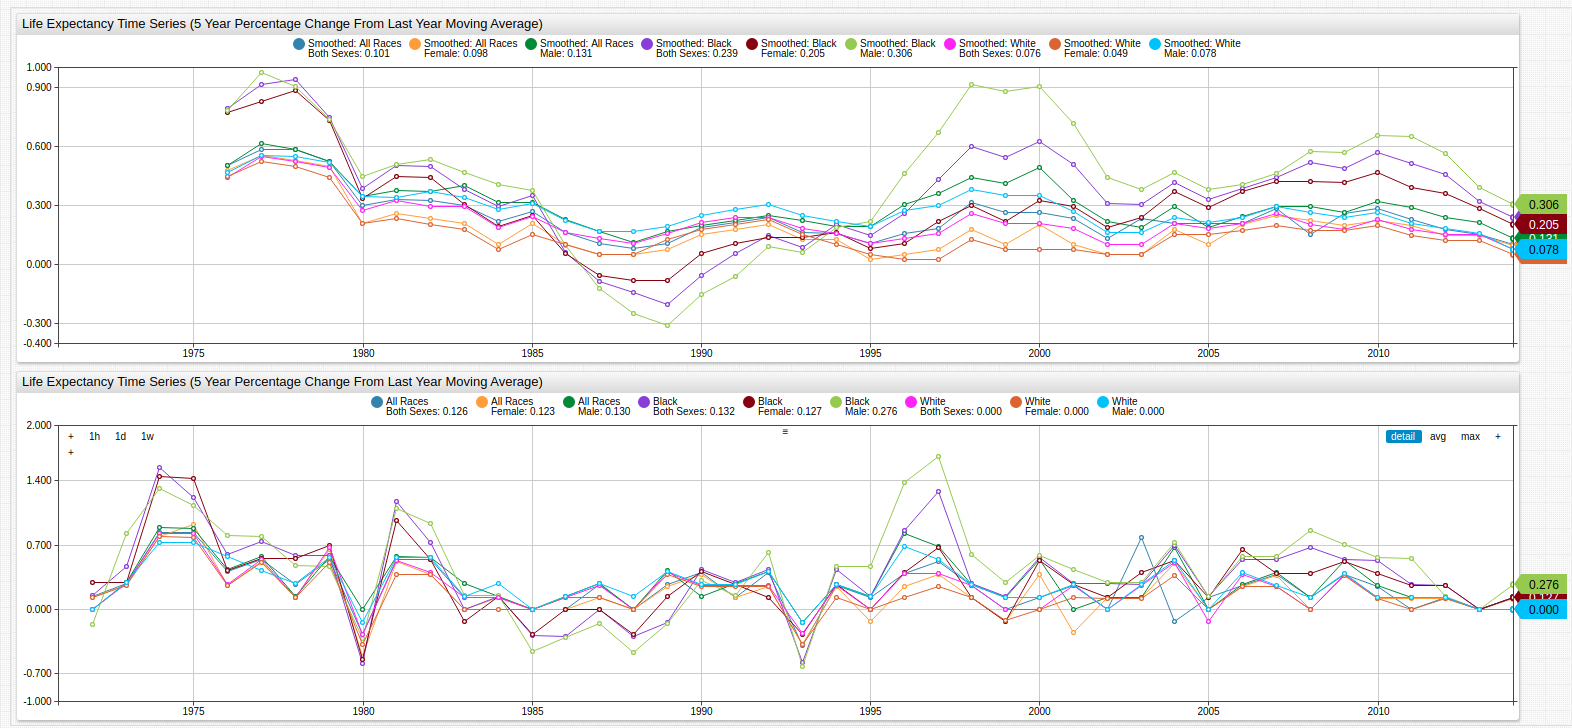 Life Expectancy Time Series (5 Year Percentage Change From Last Year Moving Average)
Smoothed: All Races Both Sexes: 0.101
Smoothed: All Races Female: 0.098
Smoothed: All Races Male: 0.131
Smoothed: Black Both Sexes: 0.239
Smoothed: Black Female: 0.205
Smoothed: Black Male: 0.306
Smoothed: White Both Sexes: 0.076
Smoothed: White Female: 0.049
Smoothed: White Male: 0.078
1.000
0.900
0.600
0.300
0.000
-0.300
-0.400
0.306
0.205
0.131
0.078
1975 1980 1985 1990 1995 2000 2005 2010
Life Expectancy Time Series (5 Year Percentage Change From Last Year Moving Average)
All Races Both Sexes: 0.126
All Races Female: 0.123
All Races Male: 0.130
Black Both Sexes: 0.132
Black Female: 0.127
Black Male: 0.276
White Both Sexes: 0.000
White Female: 0.000
White Male: 0.000
+ 1h 1d 1w
+
≡
detail avg max +
2.000
1.400
0.700
0.000
-0.700
-1.000
0.276
0.127
0.000
1975 1980 1985 1990 1995 2000 2005 2010